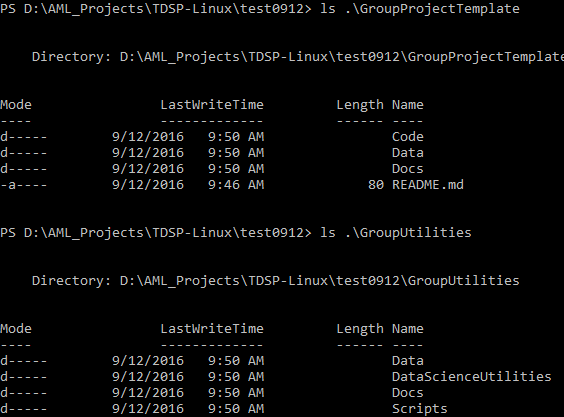 PS D:\AML_Projects\TDSP-Linux\test0912> ls .\GroupProjectTemplate
Directory: D:\AML_Projects\TDSP-Linux\test0912\GroupProjectTemplate
Mode LastWriteTime Length Name
---- ------------- ------ ----
d----- 9/12/2016 9:50 AM Code
d----- 9/12/2016 9:50 AM Data
d----- 9/12/2016 9:50 AM Docs
-a---- 9/12/2016 9:46 AM 80 README.md
PS D:\AML_Projects\TDSP-Linux\test0912> ls .\GroupUtilities
Directory: D:\AML_Projects\TDSP-Linux\test0912\GroupUtilities
Mode LastWriteTime Length Name
---- ------------- ------ ----
d----- 9/12/2016 9:50 AM Data
d----- 9/12/2016 9:50 AM DataScienceUtilities
d----- 9/12/2016 9:50 AM Docs
d----- 9/12/2016 9:50 AM Scripts